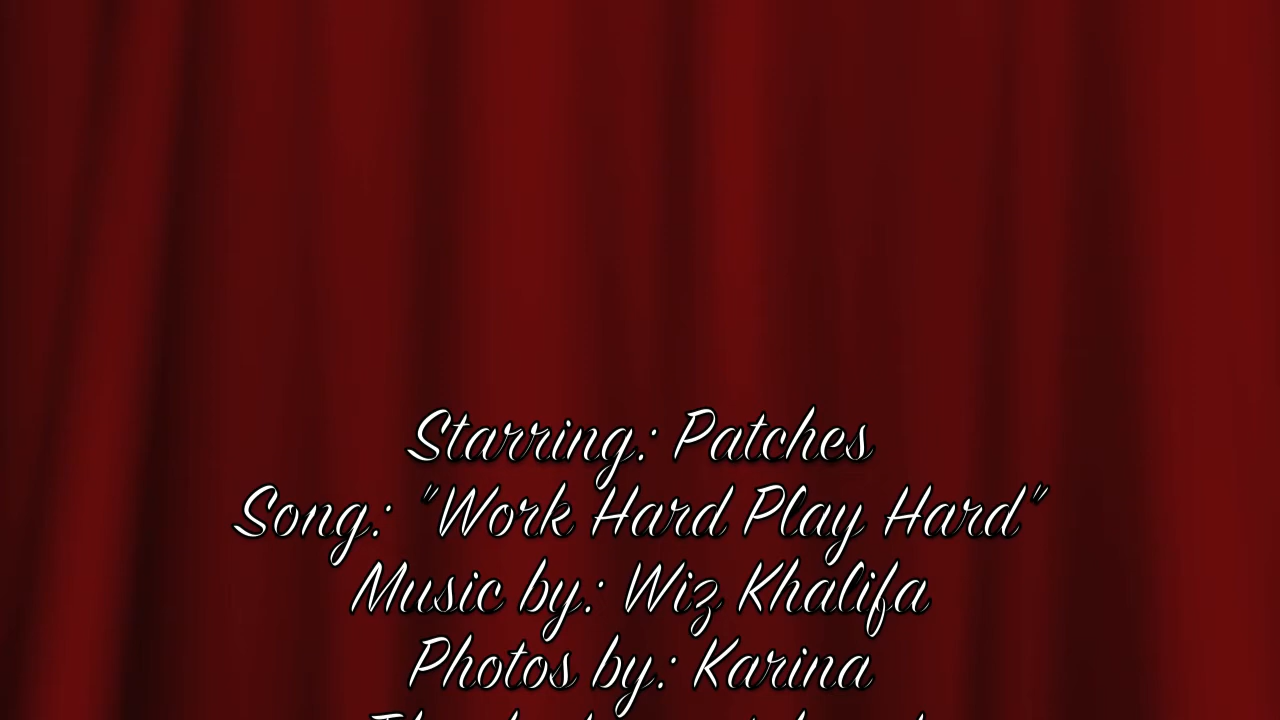 Starring: Patches
Song: "Work Hard Play Hard"
Music by: Wiz Khalifa
Photos by: Karina